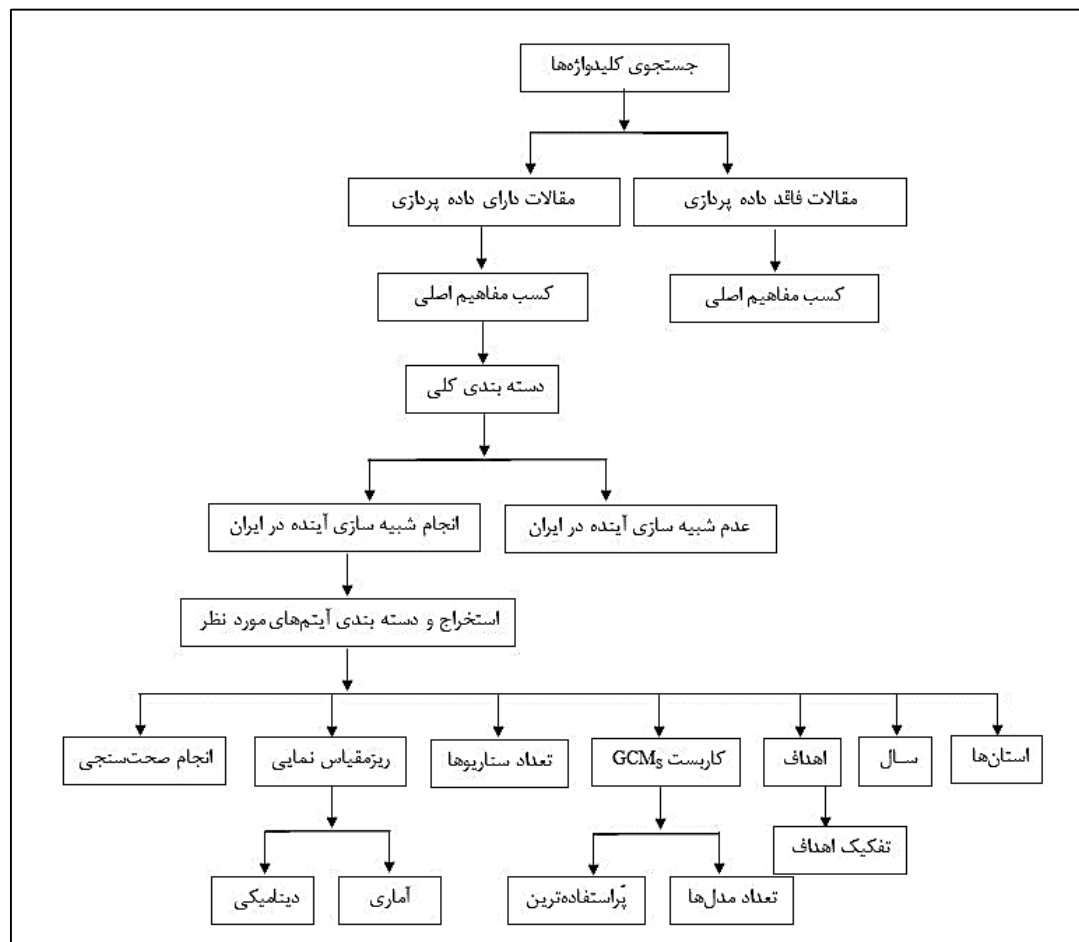 جستجوی کلیدواژه‌ها
مقالات فاقد داده پردازی
مقالات دارای داده پردازی
کسب مفاهیم اصلی
کسب مفاهیم اصلی
دسته بندی کلی
عدم شبیه سازی آینده در ایران
انجام شبیه سازی آینده در ایران
استخراج و دسته بندی آیتم‌های مورد نظر
استان‌ها
سال
اهداف
کاربست GCMs
تعداد سناریوها
ریزمقیاس نمایی
انجام صحت‌سنجی
تفکیک اهداف
تعداد مدل‌ها
پُراستفاده‌ترین
آماری
دینامیکی